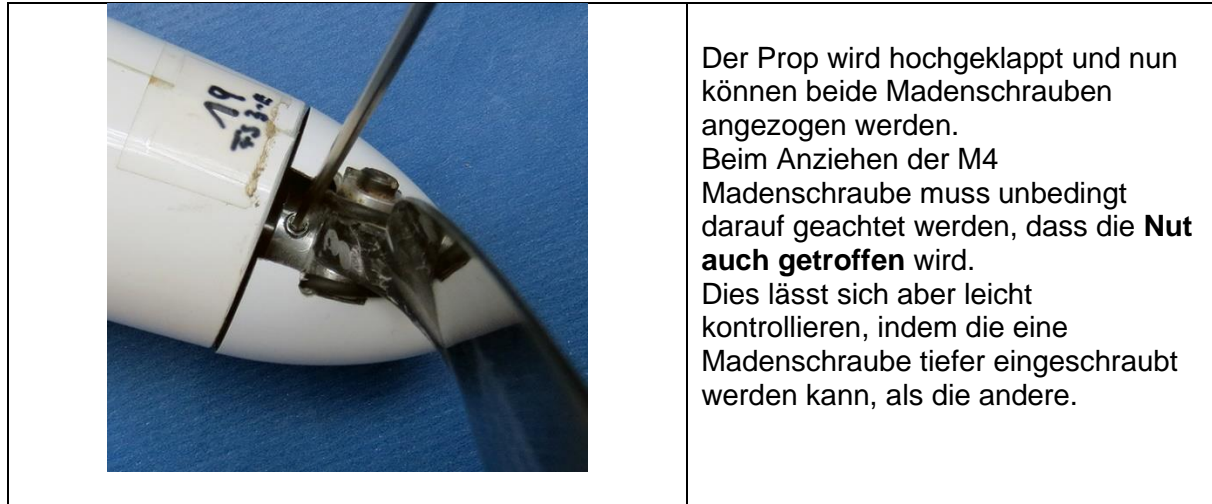 19
Der Prop wird hochgeklappt und nun
können beide Madenschrauben
angezogen werden.
Beim Anziehen der M4
Madenschraube muss unbedingt
darauf geachtet werden, dass die Nut
auch getroffen wird.
Dies lässt sich aber leicht
kontrollieren, indem die eine
Madenschraube tiefer eingeschraubt
werden kann, als die andere.